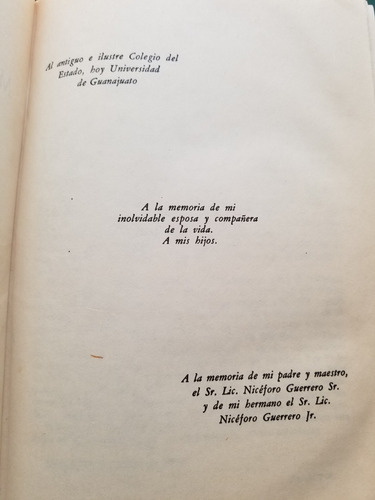 Al antiguo e ilustre Colegio del
Estado, hoy Universidad
de Guanajuato
A la memoria de mi
inolvidable esposa y compañera
de la vida.
A mis hijos.
A la memoria de mi padre y maestro,
el Sr. Lic. Nicéforo Guerrero Sr.
y de mi hermano el Sr. Lic.
Nicéforo Guerrero Jr.